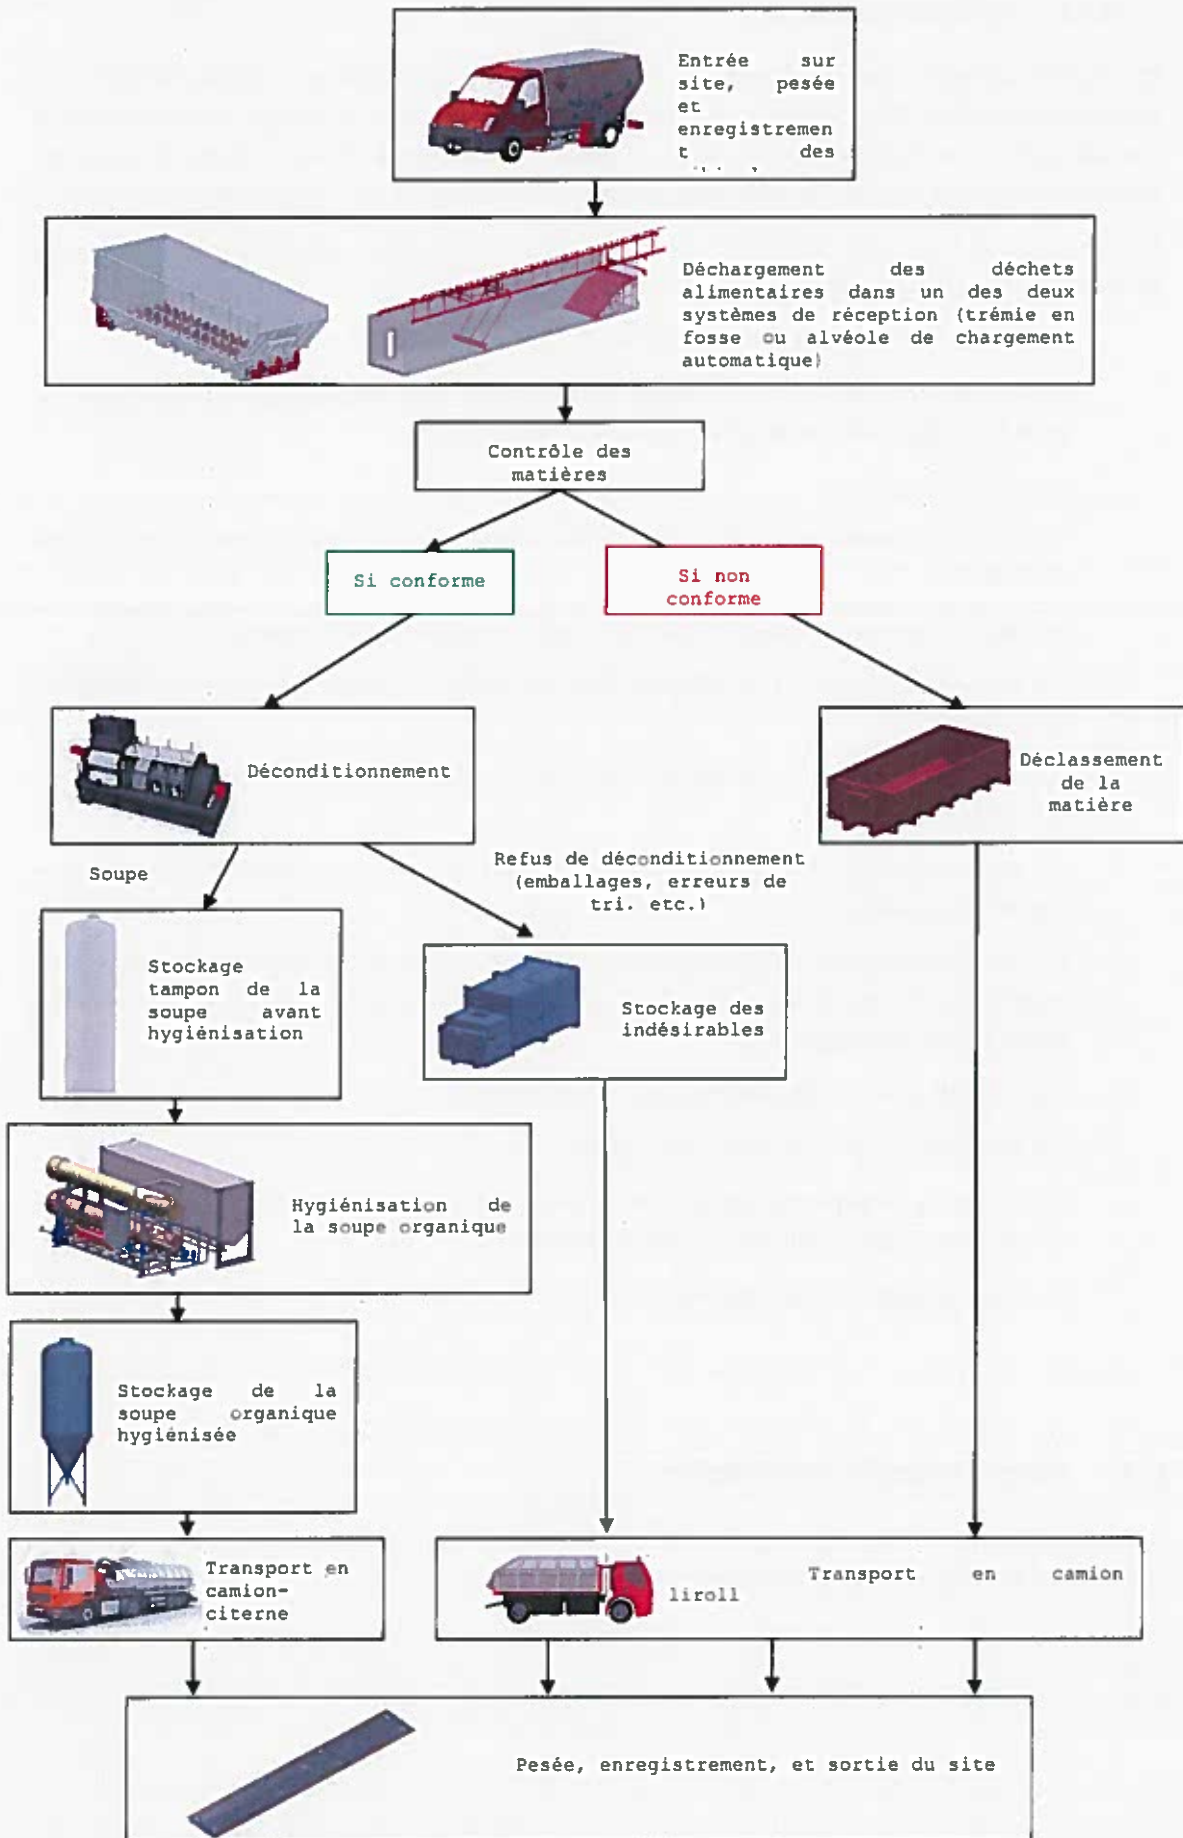 Entrée sur
site, pesée
et
enregistremen
t des
Déchargement des déchets
alimentaires dans un des deux
systèmes de réception (trémie en
fosse ou alvéole de chargement
automatique)
Contrôle des
matières
Si conforme
Si non
conforme
Déconditionnement
Déclassement
de la
matière
Soupe
Refus de déconditionnement
(emballages, erreurs de
tri. etc.)
Stockage
tampon de la
soupe avant
hygiénisation
Stockage des
indésirables
Hygiénisation de
la soupe organique
Stockage de la
soupe organique
hygiénisée
Transport en
camion-
citerne
Transport en camion
liroll
Pesée, enregistrement, et sortie du site